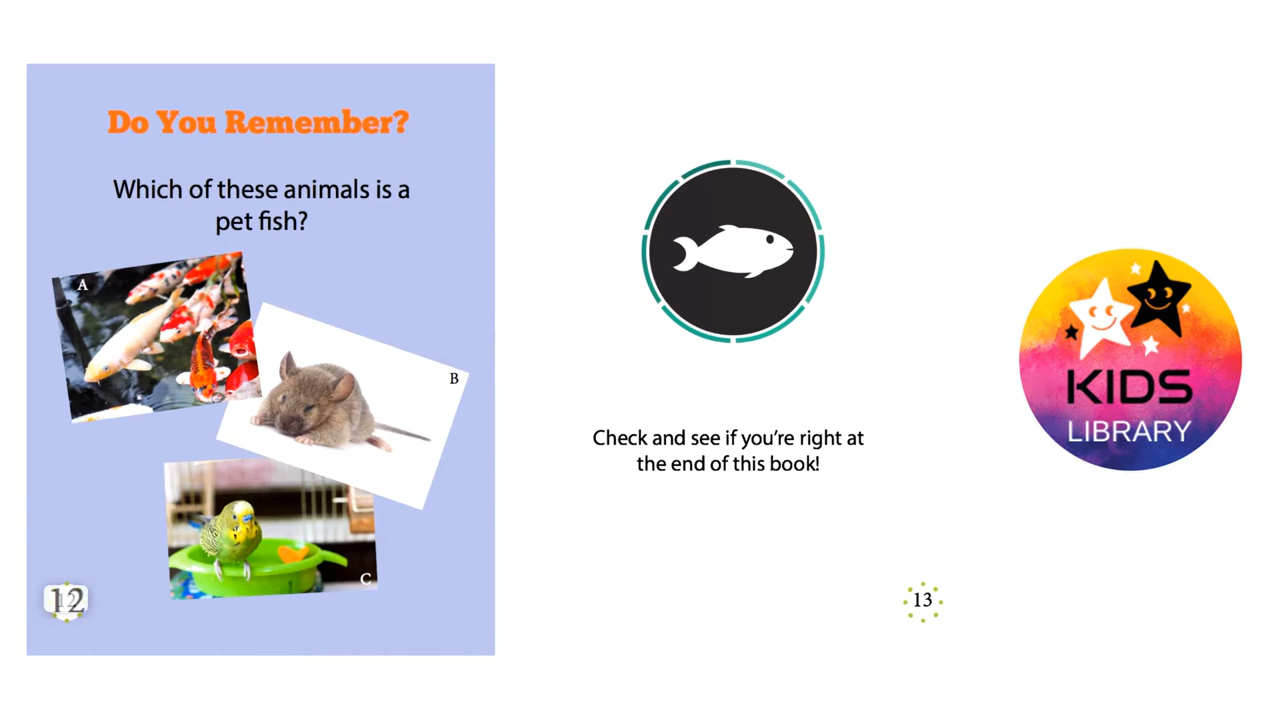 Do You Remember?
Which of these animals is a
pet fish?
A
B
C
12
Check and see if you're right at
the end of this book!
13
KIDS
LIBRARY